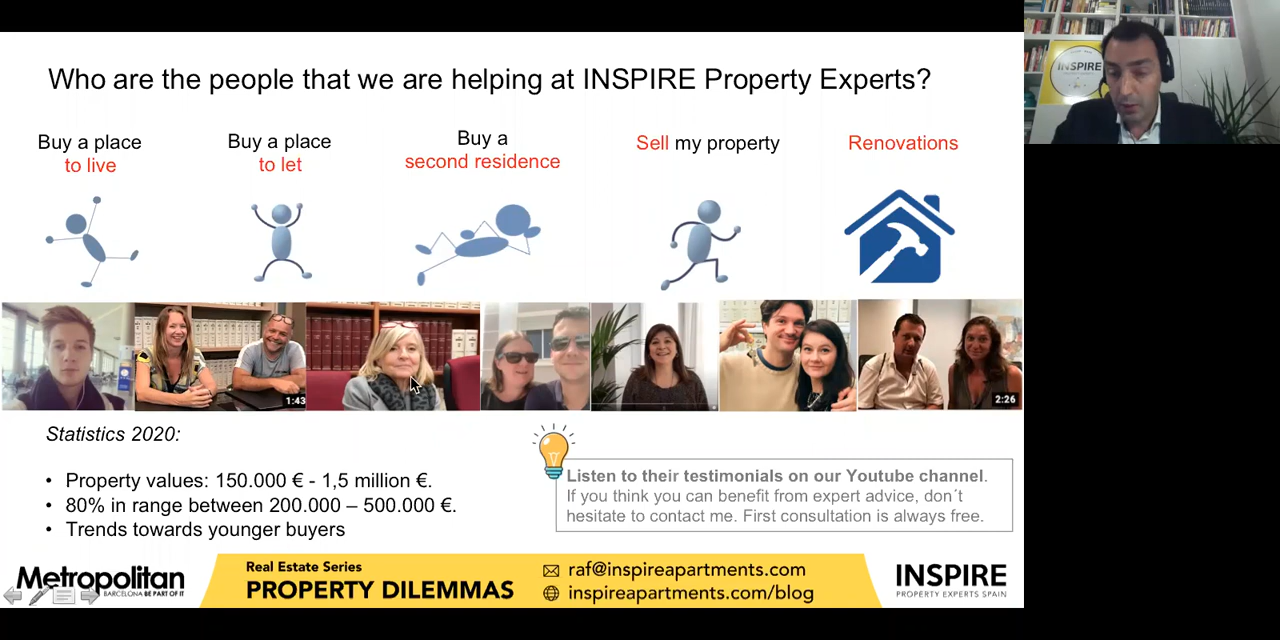 Who are the people that we are helping at INSPIRE Property Experts?
Buy a place
to live
Buy a place
to let
Buy a
second residence
Sell my property
Renovations
1:43
2:26
Statistics 2020:
• Property values: 150.000 € - 1,5 million €.
• 80% in range between 200.000 – 500.000 €.
• Trends towards younger buyers
Listen to their testimonials on our Youtube channel.
If you think you can benefit from expert advice, don´t
hesitate to contact me. First consultation is always free.
Metropolitan
BARCELONA BE PART OF IT
Real Estate Series
PROPERTY DILEMMAS
raf@inspireapartments.com
inspireapartments.com/blog
INSPIRE
PROPERTY EXPERTS SPAIN
INSPIRE